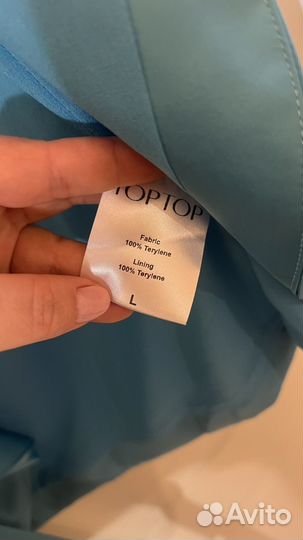 TOPTOP
Fabric
100% Terylene
Lining
100% Terylene
L
Avito